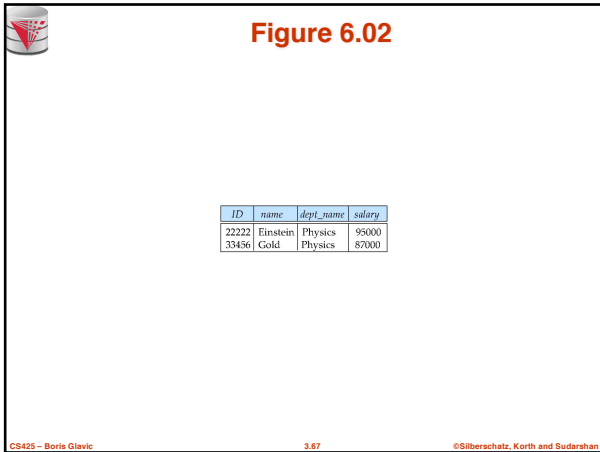 Figure 6.02
ID name dept_name salary
22222 Einstein Physics 95000
33456 Gold Physics 87000
CS425 – Boris Glavic 3.67 ©Silberschatz, Korth and Sudarshan